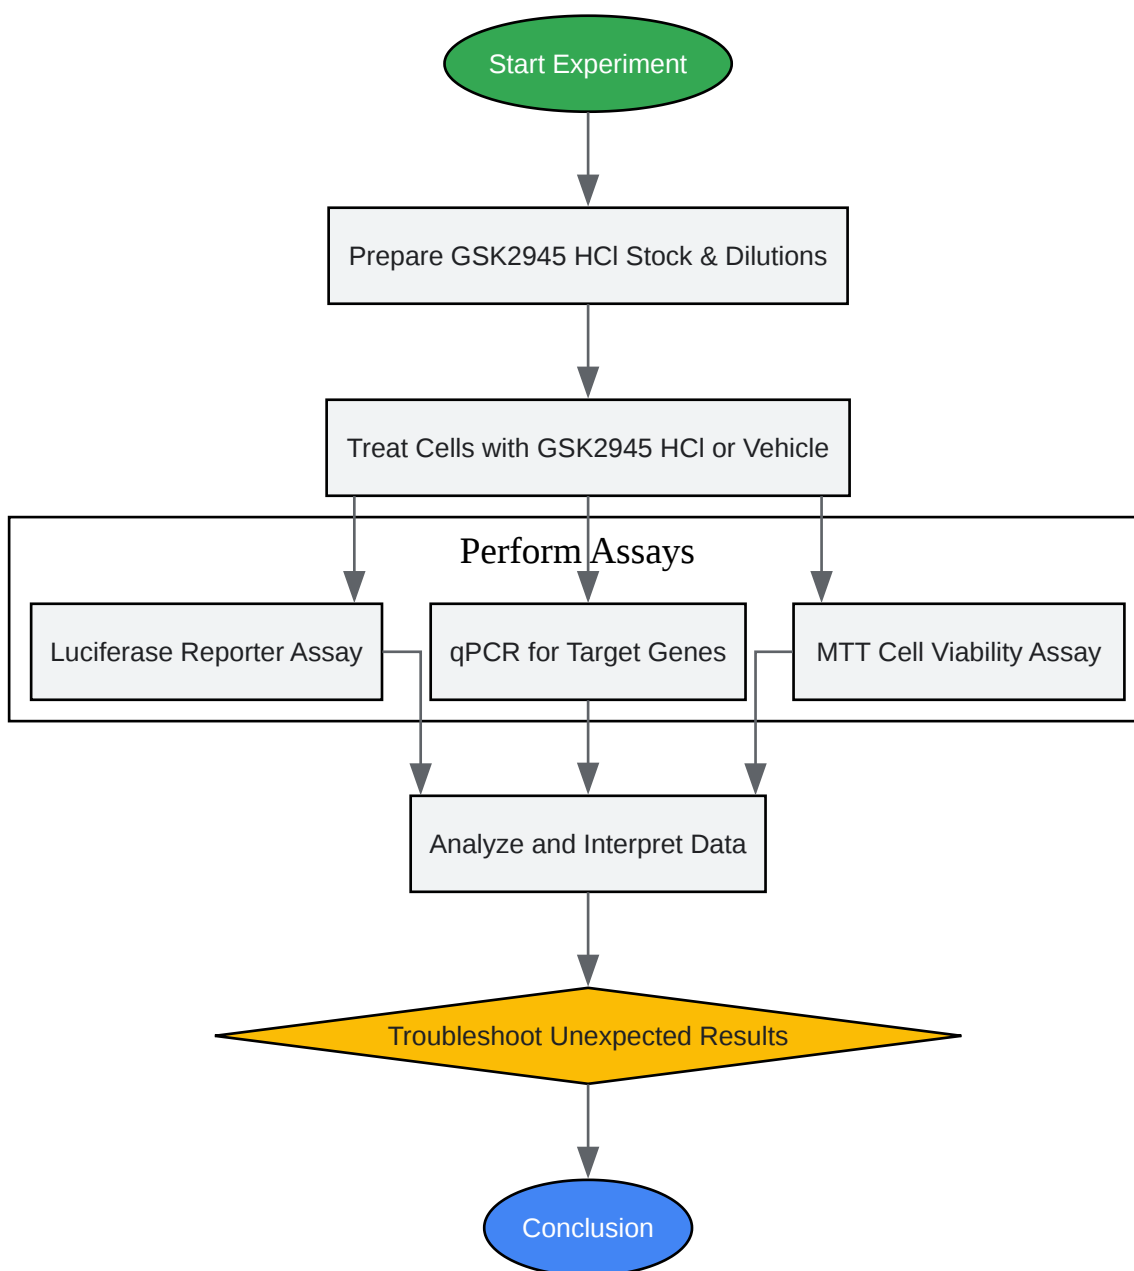 Start Experiment
Prepare GSK2945 HCl Stock & Dilutions
Treat Cells with GSK2945 HCl or Vehicle
Perform Assays
Luciferase Reporter Assay
qPCR for Target Genes
MTT Cell Viability Assay
Analyze and Interpret Data
Troubleshoot Unexpected Results
Conclusion